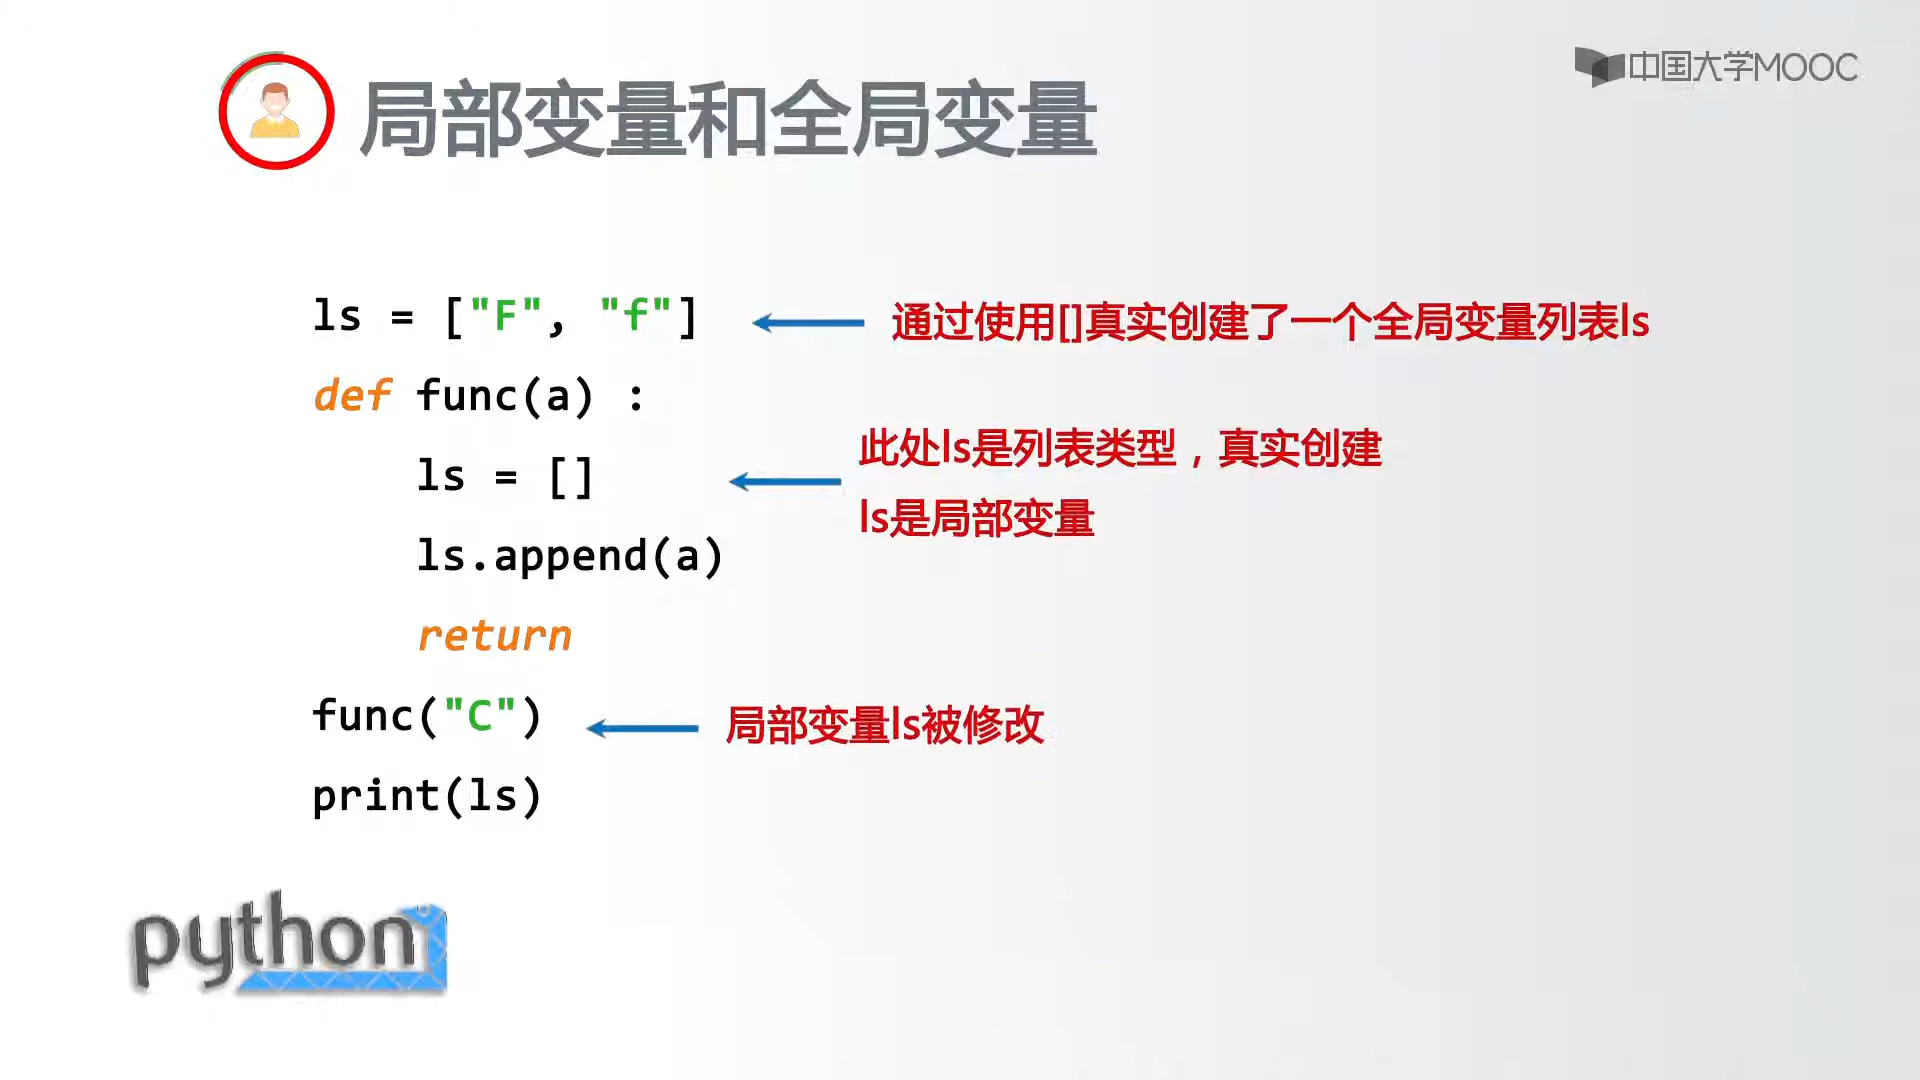 中国大学MOOC
局部变量和全局变量
ls = ["F", "f"]
通过使用[]真实创建了一个全局变量列表ls
def func(a) :
此处ls是列表类型，真实创建
ls = []
ls是局部变量
ls.append(a)
return
func("C")
局部变量ls被修改
print(ls)
python